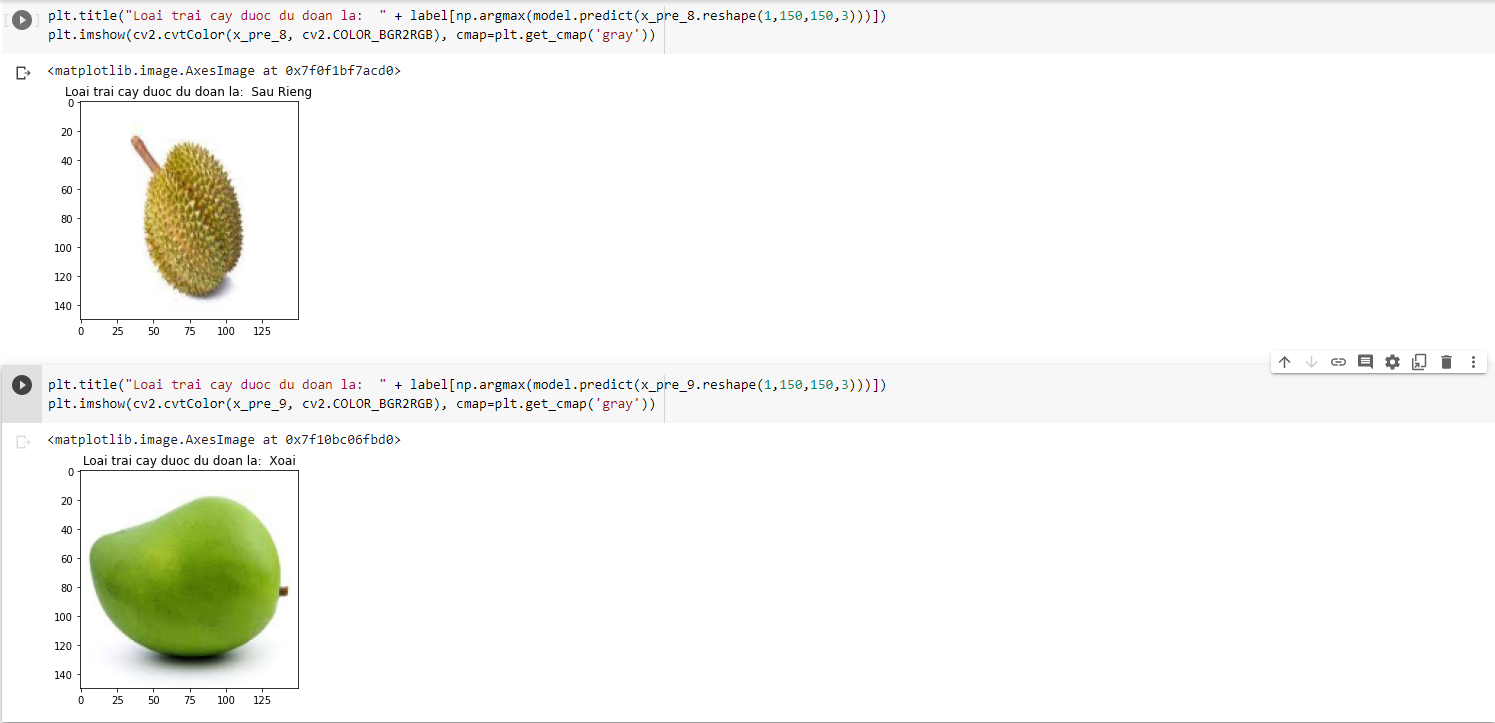 plt.title("Loai trai cay duoc du doan la:  " + label[np.argmax(model.predict(x_pre_8.reshape(1,150,150,3)))])
plt.imshow(cv2.cvtColor(x_pre_8, cv2.COLOR_BGR2RGB), cmap=plt.get_cmap('gray'))
<matplotlib.image.AxesImage at 0x7f0f1bf7acd0>
Loai trai cay duoc du doan la:  Sau Rieng
0
20
40
60
80
100
120
140
0 25 50 75 100 125
plt.title("Loai trai cay duoc du doan la:  " + label[np.argmax(model.predict(x_pre_9.reshape(1,150,150,3)))])
plt.imshow(cv2.cvtColor(x_pre_9, cv2.COLOR_BGR2RGB), cmap=plt.get_cmap('gray'))
<matplotlib.image.AxesImage at 0x7f10bc06fbd0>
Loai trai cay duoc du doan la:  Xoai
0
20
40
60
80
100
120
140
0 25 50 75 100 125